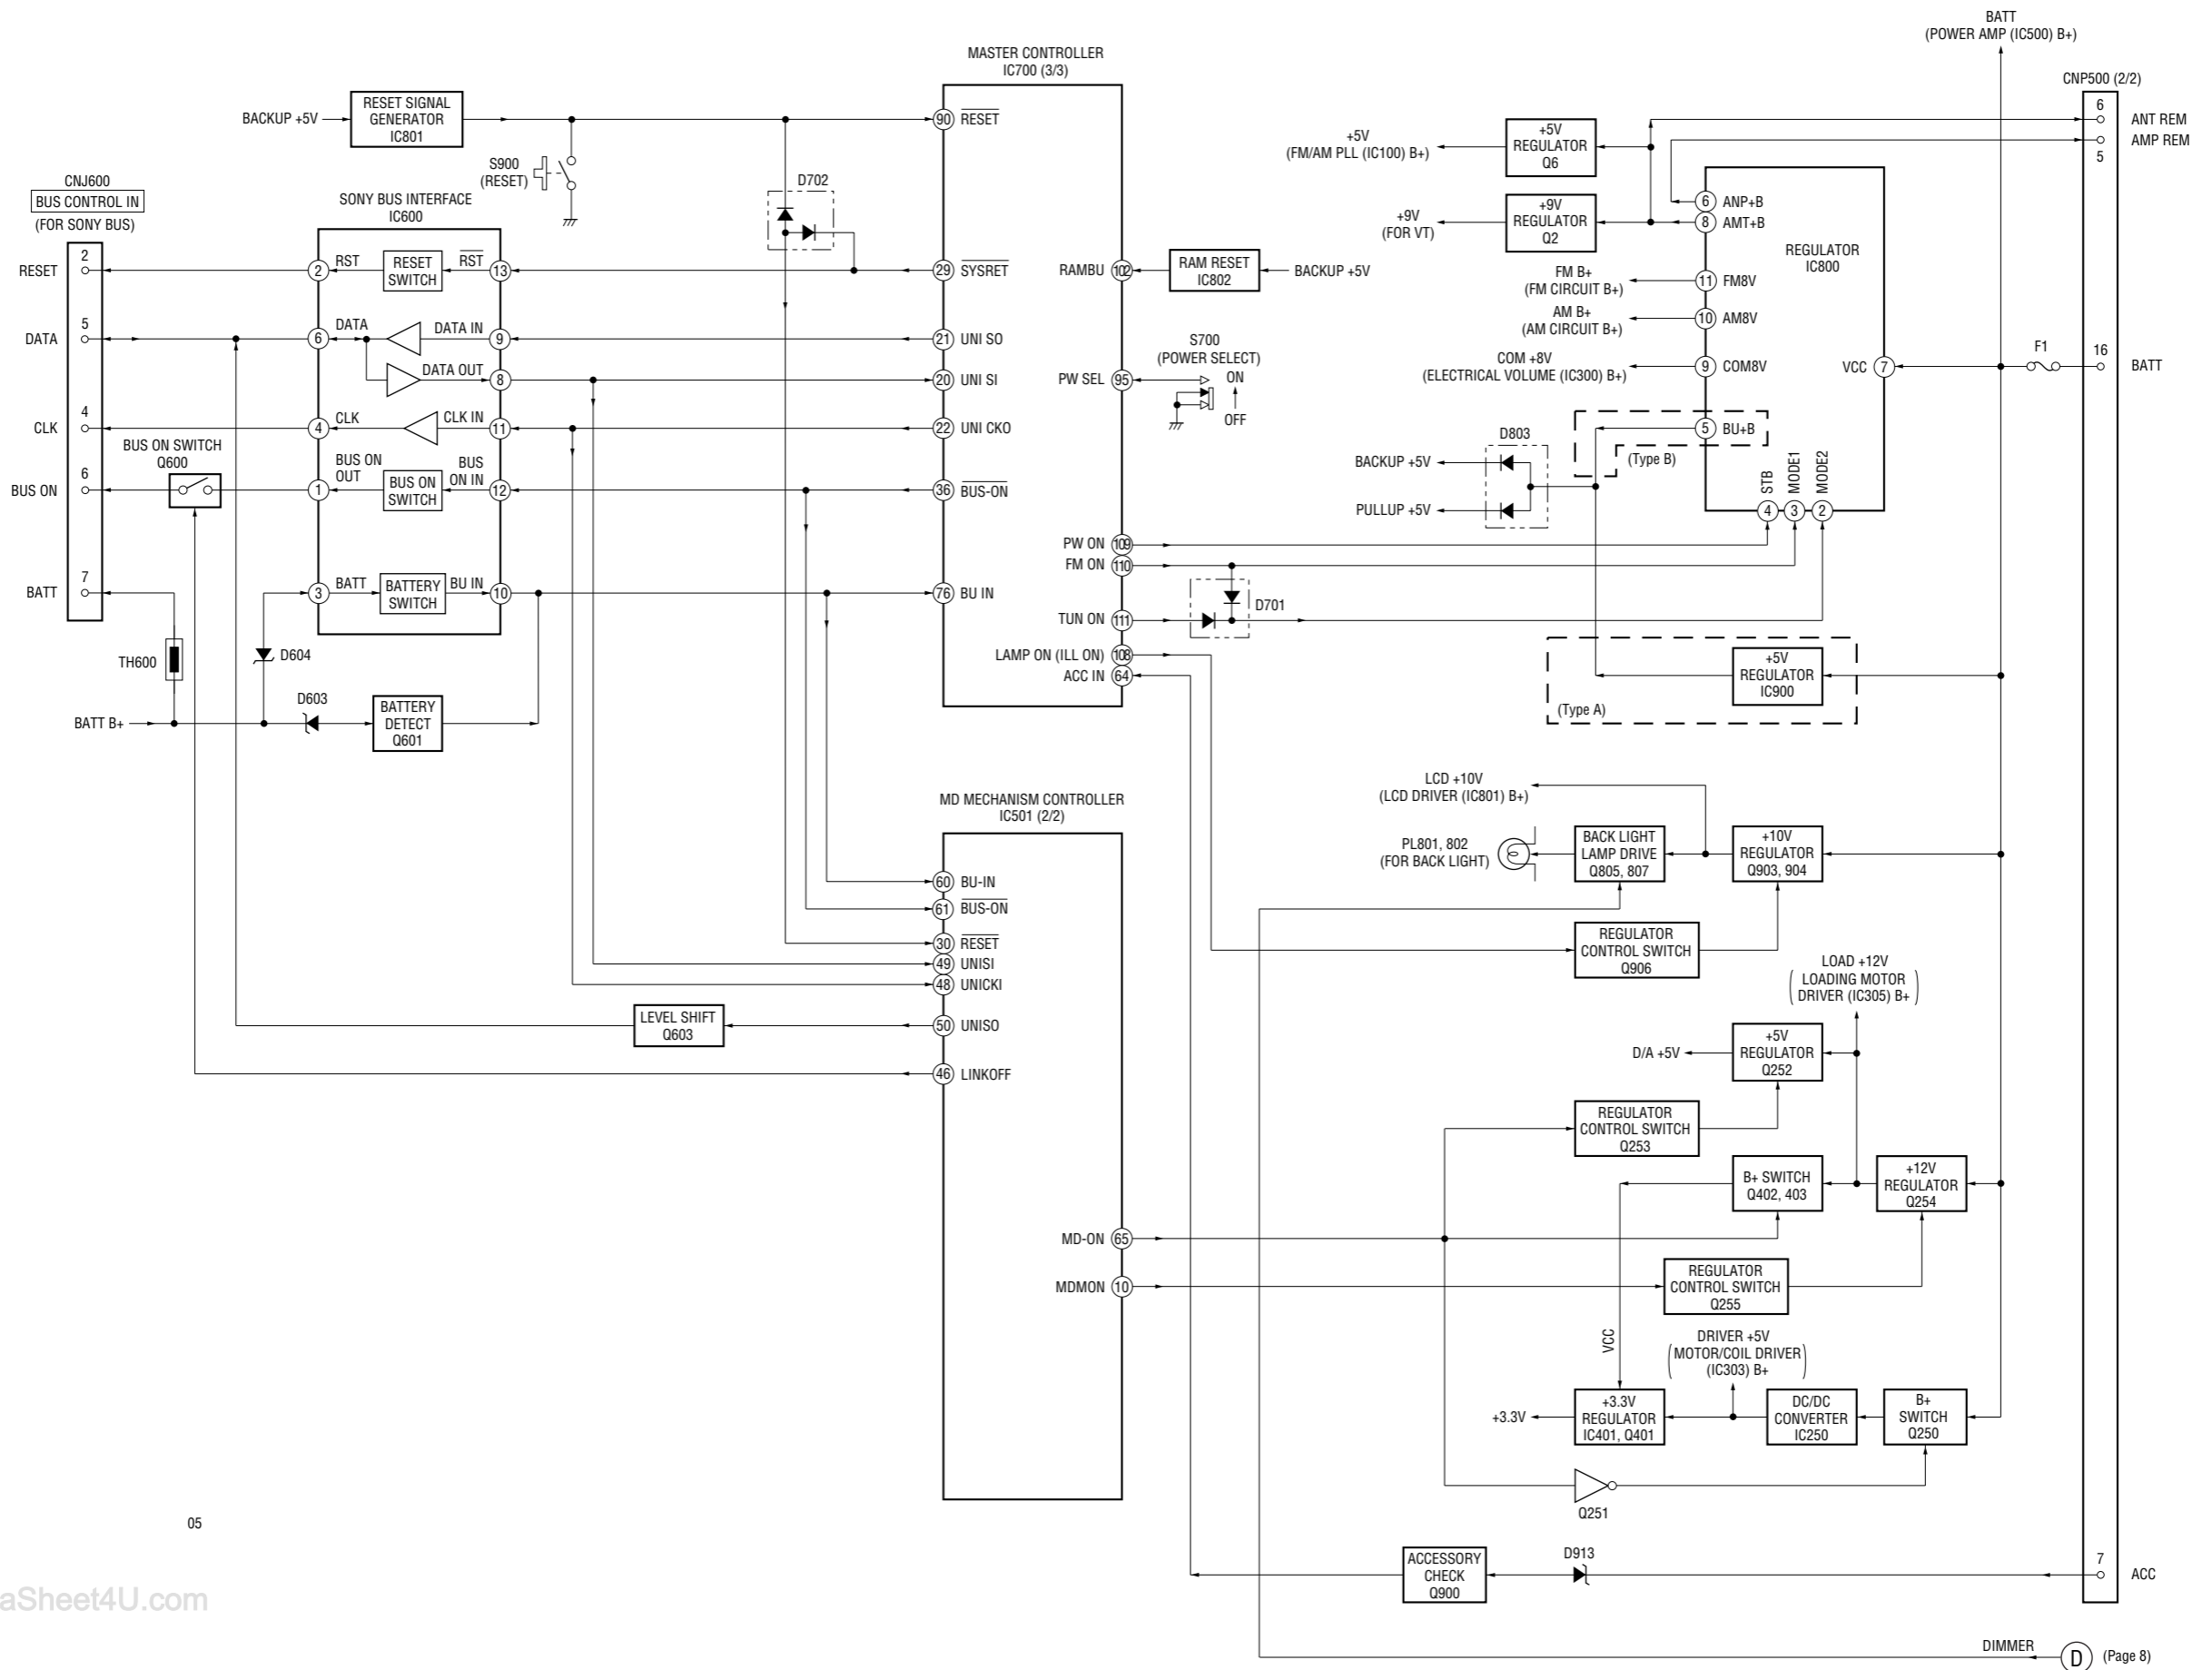 BATT
(POWER AMP (IC500) B+)
MASTER CONTROLLER
IC700 (3/3)
CNP500 (2/2)
BACKUP +5V
RESET SIGNAL
GENERATOR
IC801
90 RESET
+5V
(FM/AM PLL (IC100) B+)
+5V
REGULATOR
Q6
6
ANT REM
AMP REM
5
S900
(RESET)
CNJ600
BUS CONTROL IN
(FOR SONY BUS)
SONY BUS INTERFACE
IC600
D702
+9V
(FOR VT)
+9V
REGULATOR
Q2
6 ANP+B
8 AMT+B
REGULATOR
IC800
RESET
2
2 RST
RESET
SWITCH
RST 13
29 SYSRET
RAMBU 102
RAM RESET
IC802
BACKUP +5V
FM B+
(FM CIRCUIT B+)
11 FM8V
AM B+
(AM CIRCUIT B+)
10 AM8V
DATA
5
6 DATA
DATA IN 9
21 UNI SO
DATA OUT 8
20 UNI SI
PW SEL 95
S700
(POWER SELECT)
ON
OFF
COM +8V
(ELECTRICAL VOLUME (IC300) B+)
9 COM8V
VCC 7
F1
16
BATT
CLK
4
4 CLK
CLK IN 11
22 UNI CKO
5 BU+B
(Type B)
D803
BACKUP +5V
PULLUP +5V
BUS ON SWITCH
Q600
BUS ON
6
1 BUS ON
OUT
BUS ON
SWITCH
BUS
ON IN 12
36 BUS-ON
STB
MODE1
MODE2
4 3 2
PW ON 109
FM ON 110
BATT
7
3 BATT
BATTERY
SWITCH
BU IN 10
76 BU IN
TUN ON 111
D701
TH600
D604
LAMP ON (ILL ON) 108
ACC IN 64
+5V
REGULATOR
IC900
(Type A)
BATT B+
D603
BATTERY
DETECT
Q601
MD MECHANISM CONTROLLER
IC501 (2/2)
LCD +10V
(LCD DRIVER (IC801) B+)
PL801, 802
(FOR BACK LIGHT)
BACK LIGHT
LAMP DRIVE
Q805, 807
+10V
REGULATOR
Q903, 904
60 BU-IN
61 BUS-ON
30 RESET
49 UNISI
48 UNICKI
50 UNISO
46 LINKOFF
REGULATOR
CONTROL SWITCH
Q906
LOAD +12V
( LOADING MOTOR )
DRIVER (IC305) B+
LEVEL SHIFT
Q603
D/A +5V
+5V
REGULATOR
Q252
REGULATOR
CONTROL SWITCH
Q253
B+ SWITCH
Q402, 403
+12V
REGULATOR
Q254
MD-ON 65
MDMON 10
REGULATOR
CONTROL SWITCH
Q255
VCC
DRIVER +5V
( MOTOR/COIL DRIVER )
(IC303) B+
+3.3V
+3.3V
REGULATOR
IC401, Q401
DC/DC
CONVERTER
IC250
B+
SWITCH
Q250
Q251
05
ACCESSORY
CHECK
Q900
D913
7
ACC
aSheet4U.com
DIMMER
D (Page 8)